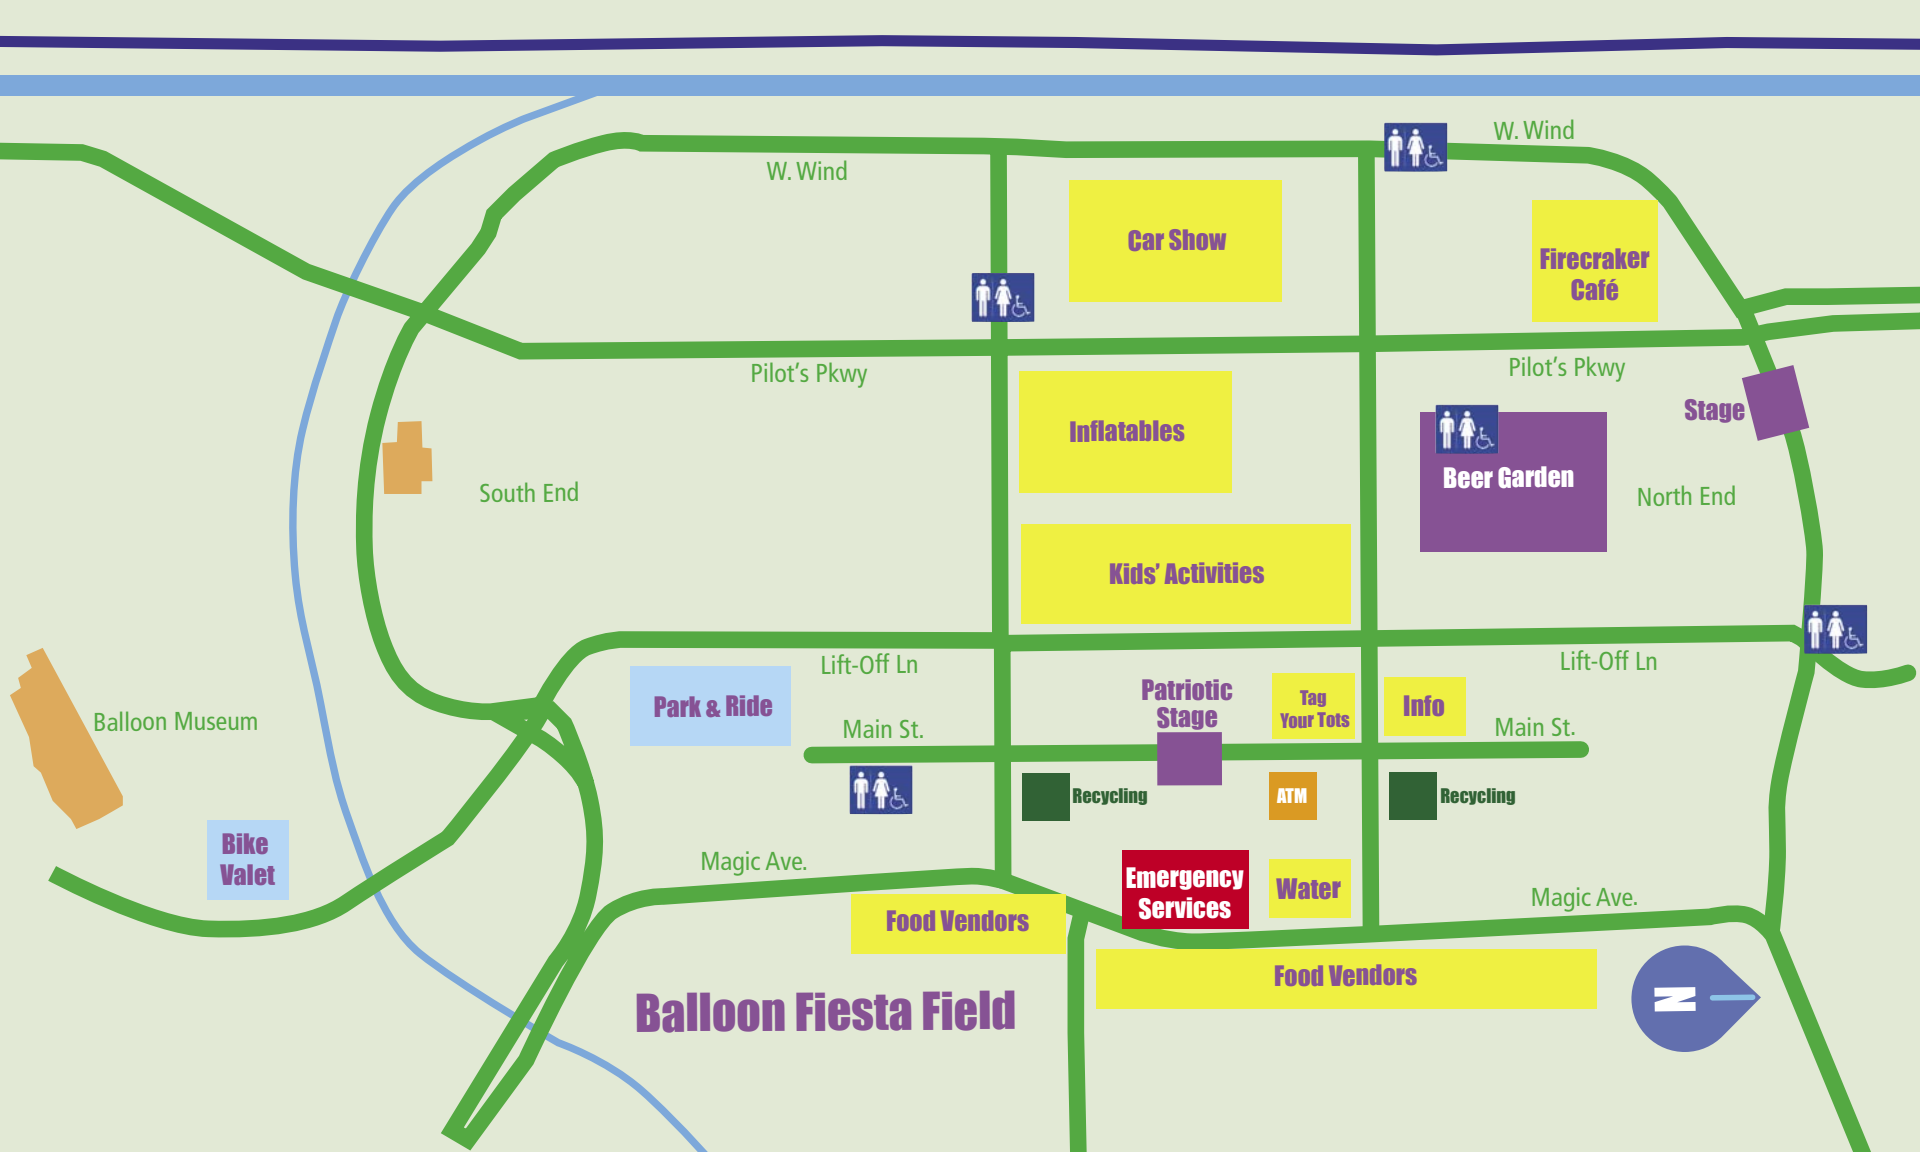 W. Wind
W. Wind
Car Show
Firecraker
Café
Pilot's Pkwy
Pilot's Pkwy
Stage
Inflatables
Beer Garden
South End
North End
Kids' Activities
Lift-Off Ln
Lift-Off Ln
Park & Ride
Patriotic
Stage
Tag
Your Tots
Info
Balloon Museum
Main St.
Main St.
Recycling
ATM
Recycling
Bike
Valet
Magic Ave.
Emergency
Services
Water
Magic Ave.
Food Vendors
Food Vendors
Balloon Fiesta Field
N